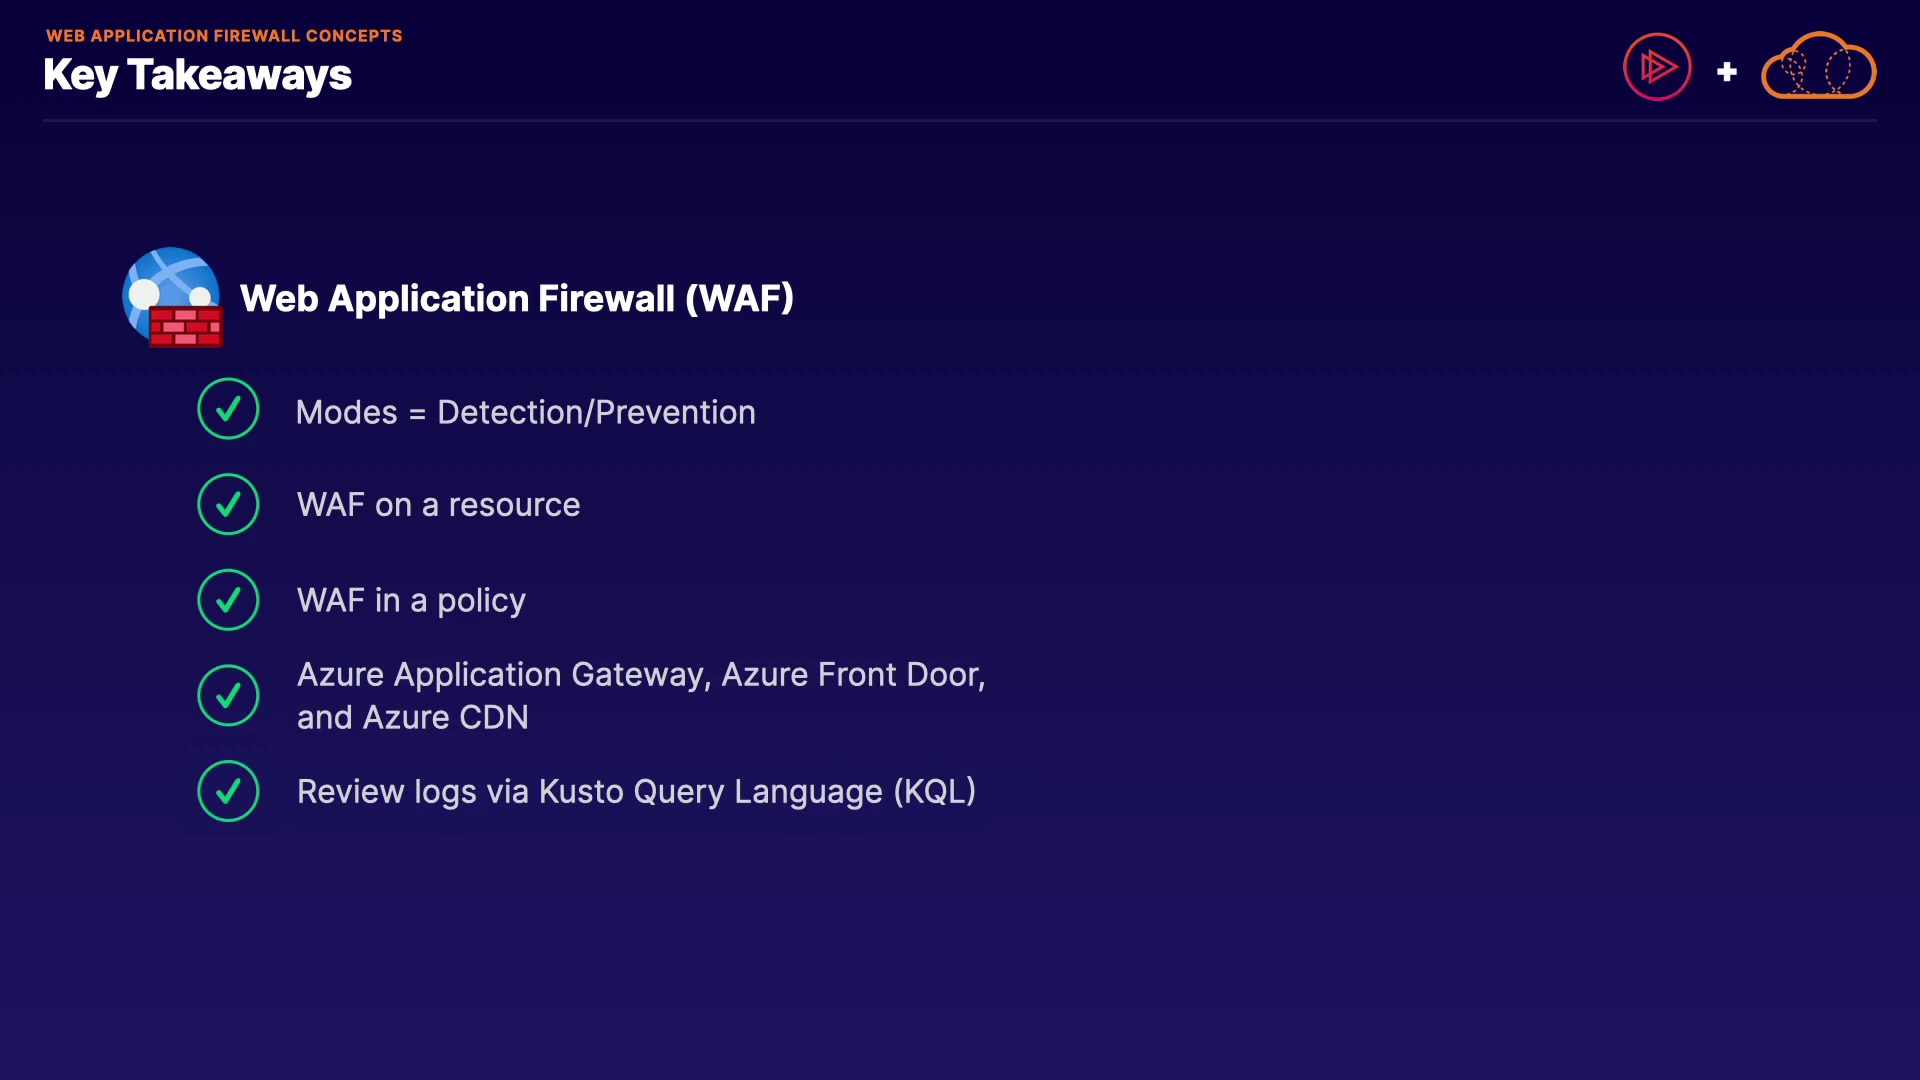 WEB APPLICATION FIREWALL CONCEPTS
Key Takeaways
+
Web Application Firewall (WAF)
Modes = Detection/Prevention
WAF on a resource
WAF in a policy
Azure Application Gateway, Azure Front Door,
and Azure CDN
Review logs via Kusto Query Language (KQL)